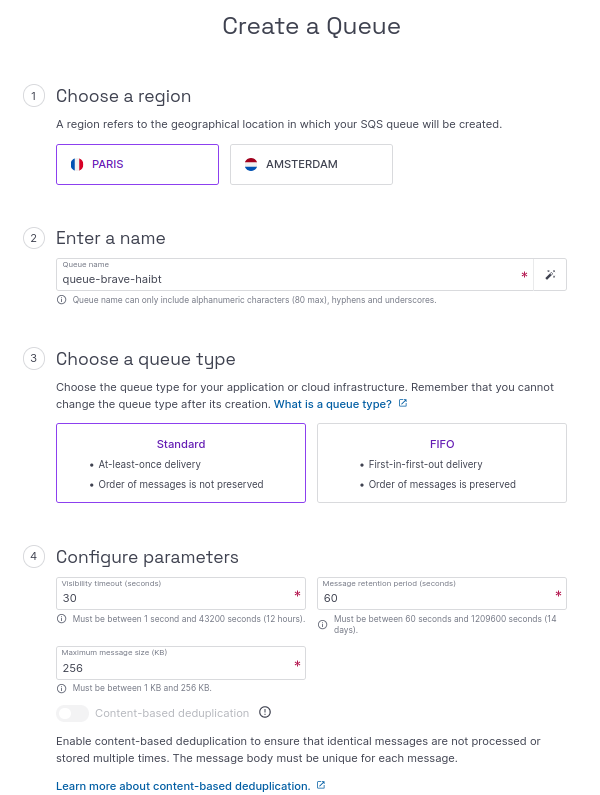 Create a Queue
1 Choose a region
A region refers to the geographical location in which your SQS queue will be created.
PARIS AMSTERDAM
2 Enter a name
Queue name
queue-brave-haibt *
Queue name can only include alphanumeric characters (80 max), hyphens and underscores.
3 Choose a queue type
Choose the queue type for your application or cloud infrastructure. Remember that you cannot
change the queue type after its creation. What is a queue type?
Standard
• At-least-once delivery
• Order of messages is not preserved
FIFO
• First-in-first-out delivery
• Order of messages is preserved
4 Configure parameters
Visibility timeout (seconds)
30 *
Must be between 1 second and 43200 seconds (12 hours).
Message retention period (seconds)
60 *
Must be between 60 seconds and 1209600 seconds (14
days).
Maximum message size (KB)
256 *
Must be between 1 KB and 256 KB.
Content-based deduplication
Enable content-based deduplication to ensure that identical messages are not processed or
stored multiple times. The message body must be unique for each message.
Learn more about content-based deduplication.